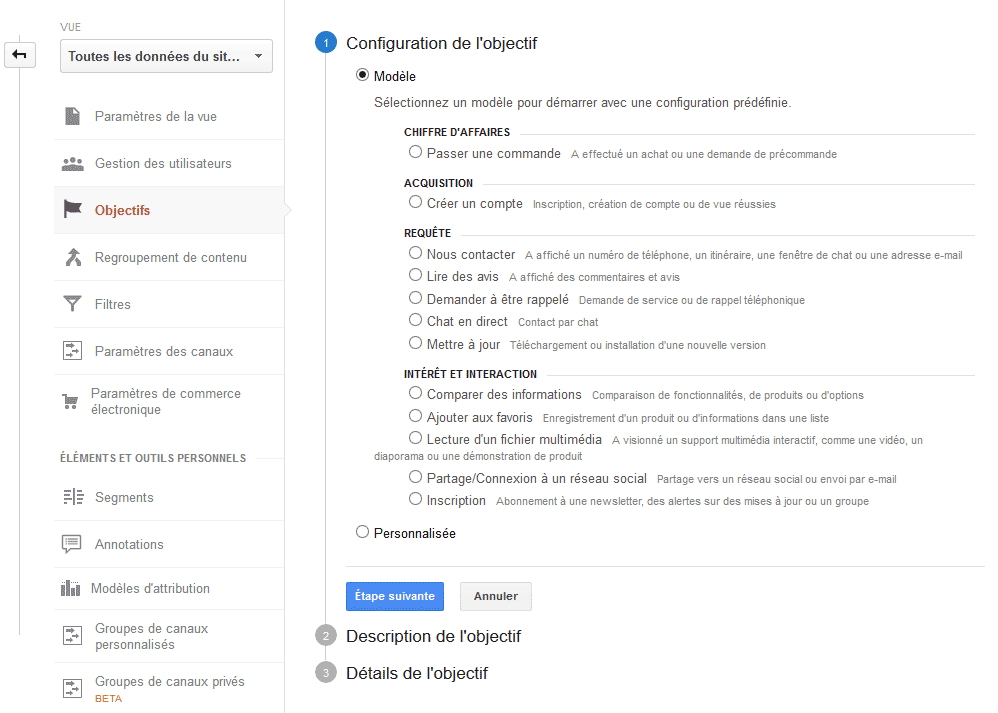 VUE
Toutes les données du sit...
Paramètres de la vue
Gestion des utilisateurs
Objectifs
Regroupement de contenu
Filtres
Paramètres des canaux
Paramètres de commerce
électronique
ÉLÉMENTS ET OUTILS PERSONNELS
Segments
Annotations
Modèles d'attribution
Groupes de canaux
personnalisés
Groupes de canaux privés
BETA
1 Configuration de l'objectif
Modèle
Sélectionnez un modèle pour démarrer avec une configuration prédéfinie.
CHIFFRE D'AFFAIRES
Passer une commande A effectué un achat ou une demande de précommande
ACQUISITION
Créer un compte Inscription, création de compte ou de vue réussies
REQUÊTE
Nous contacter A affiché un numéro de téléphone, un itinéraire, une fenêtre de chat ou une adresse e-mail
Lire des avis A affiché des commentaires et avis
Demander à être rappelé Demande de service ou de rappel téléphonique
Chat en direct Contact par chat
Mettre à jour Téléchargement ou installation d'une nouvelle version
INTÉRÊT ET INTERACTION
Comparer des informations Comparaison de fonctionnalités, de produits ou d'options
Ajouter aux favoris Enregistrement d'un produit ou d'informations dans une liste
Lecture d'un fichier multimédia A visionné un support multimédia interactif, comme une vidéo, un
diaporama ou une démonstration de produit
Partage/Connexion à un réseau social Partage vers un réseau social ou envoi par e-mail
Inscription Abonnement à une newsletter, des alertes sur des mises à jour ou un groupe
Personnalisée
Étape suivante Annuler
2 Description de l'objectif
3 Détails de l'objectif